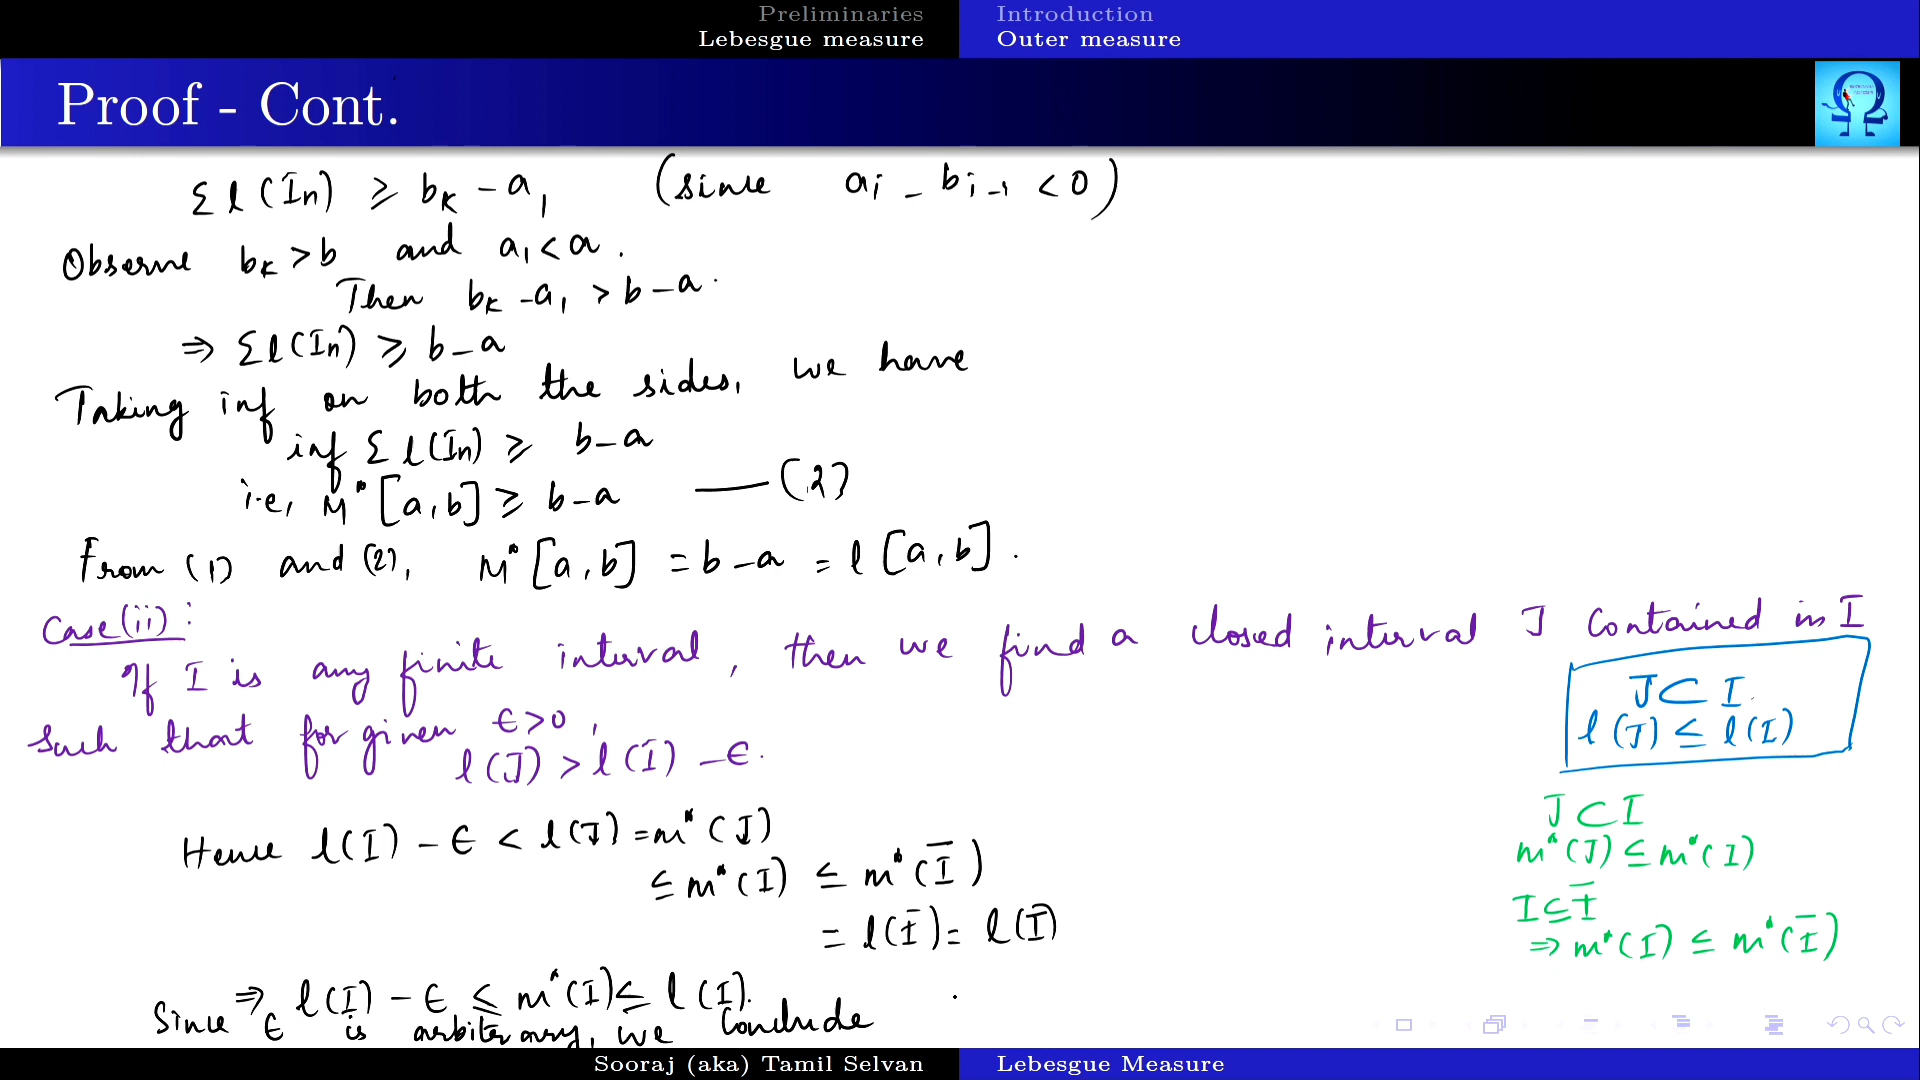 Preliminaries
Lebesgue measure
Introduction
Outer measure
Proof - Cont.
Σ l(In) ≥ bk - a1 (since ai - bi-1 < 0)
Observe bk > b and a1 < a.
Then bk - a1 > b - a.
⇒ Σ l(In) ≥ b - a
Taking inf on both the sides, we have
inf Σ l(In) ≥ b - a
i.e, M*[a,b] ≥ b - a —— (2)
From (1) and (2), M*[a,b] = b - a = l[a,b].
Case(ii):
If I is any finite interval, then we find a closed interval J contained in I
such that for given ϵ>0,
l(J) > l(I) - ϵ.
J ⊂ I.
l(J) ≤ l(I)
Hence l(I) - ϵ < l(J) = m*(J)
≤ m*(I) ≤ m*(Ī)
= l(Ī) = l(I)
⇒ l(I) - ϵ ≤ m*(I) ≤ l(I).
Since ϵ is arbiterary, we Conclude
J ⊂ I
m*(J) ≤ m*(I)
I ⊆ Ī
⇒ m*(I) ≤ m*(Ī)
Sooraj (aka) Tamil Selvan
Lebesgue Measure